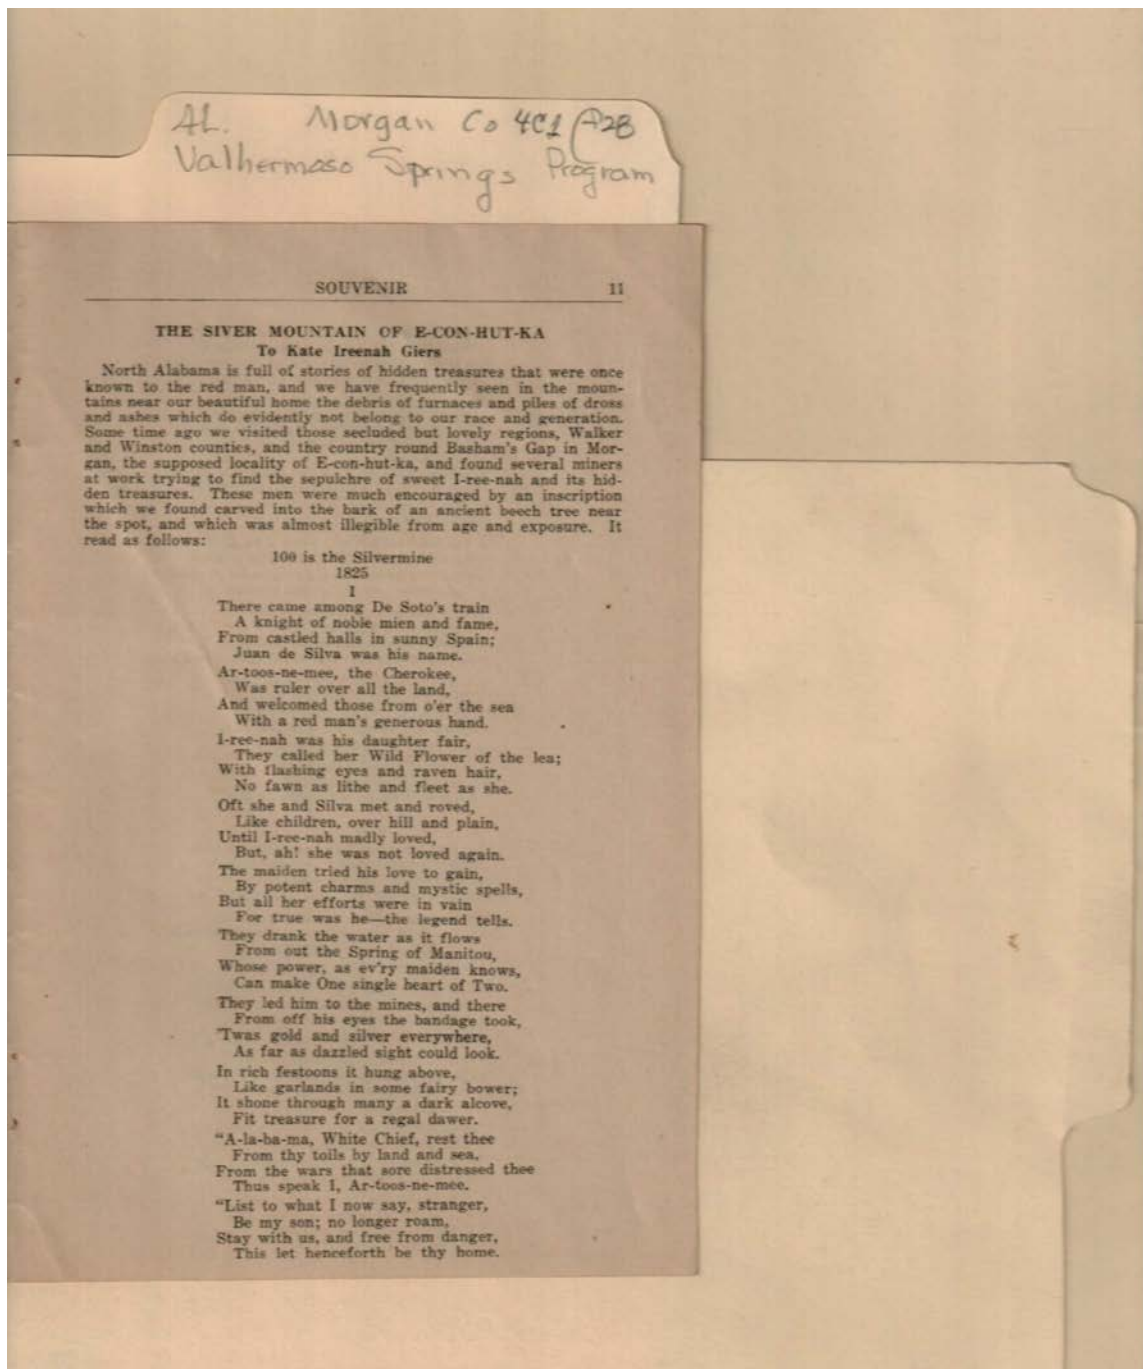 AL. Morgan Co 4C1 P28
Valhermoso Springs Program
SOUVENIR 11
THE SIVER MOUNTAIN OF E-CON-HUT-KA
To Kate Ireenah Giers
North Alabama is full of stories of hidden treasures that were once
known to the red man, and we have frequently seen in the moun-
tains near our beautiful home the debris of furnaces and piles of dross
and ashes which do evidently not belong to our race and generation.
Some time ago we visited those secluded but lovely regions, Walker
and Winston counties, and the country round Basham's Gap in Mor-
gan, the supposed locality of E-con-hut-ka, and found several miners
at work trying to find the sepulchre of sweet I-ree-nah and its hid-
den treasures. These men were much encouraged by an inscription
which we found carved into the bark of an ancient beech tree near
the spot, and which was almost illegible from age and exposure. It
read as follows:
100 is the Silvermine
1825
I
There came among De Soto's train
A knight of noble mien and fame,
From castled halls in sunny Spain;
Juan de Silva was his name.
Ar-toos-ne-mee, the Cherokee,
Was ruler over all the land,
And welcomed those from o'er the sea
With a red man's generous hand.
I-ree-nah was his daughter fair,
They called her Wild Flower of the lea;
With flashing eyes and raven hair,
No fawn as lithe and fleet as she.
Oft she and Silva met and roved,
Like children, over hill and plain,
Until I-ree-nah madly loved,
But, ah! she was not loved again.
The maiden tried his love to gain,
By potent charms and mystic spells,
But all her efforts were in vain
For true was he—the legend tells.
They drank the water as it flows
From out the Spring of Manitou,
Whose power, as ev'ry maiden knows,
Can make One single heart of Two.
They led him to the mines, and there
From off his eyes the bandage took,
'Twas gold and silver everywhere,
As far as dazzled sight could look.
In rich festoons it hung above,
Like garlands in some fairy bower;
It shone through many a dark alcove,
Fit treasure for a regal dawer.
"A-la-ba-ma, White Chief, rest thee
From thy toils by land and sea,
From the wars that sore distressed thee
Thus speak I, Ar-toos-ne-mee.
"List to what I now say, stranger,
Be my son; no longer roam,
Stay with us, and free from danger,
This let henceforth be thy home.